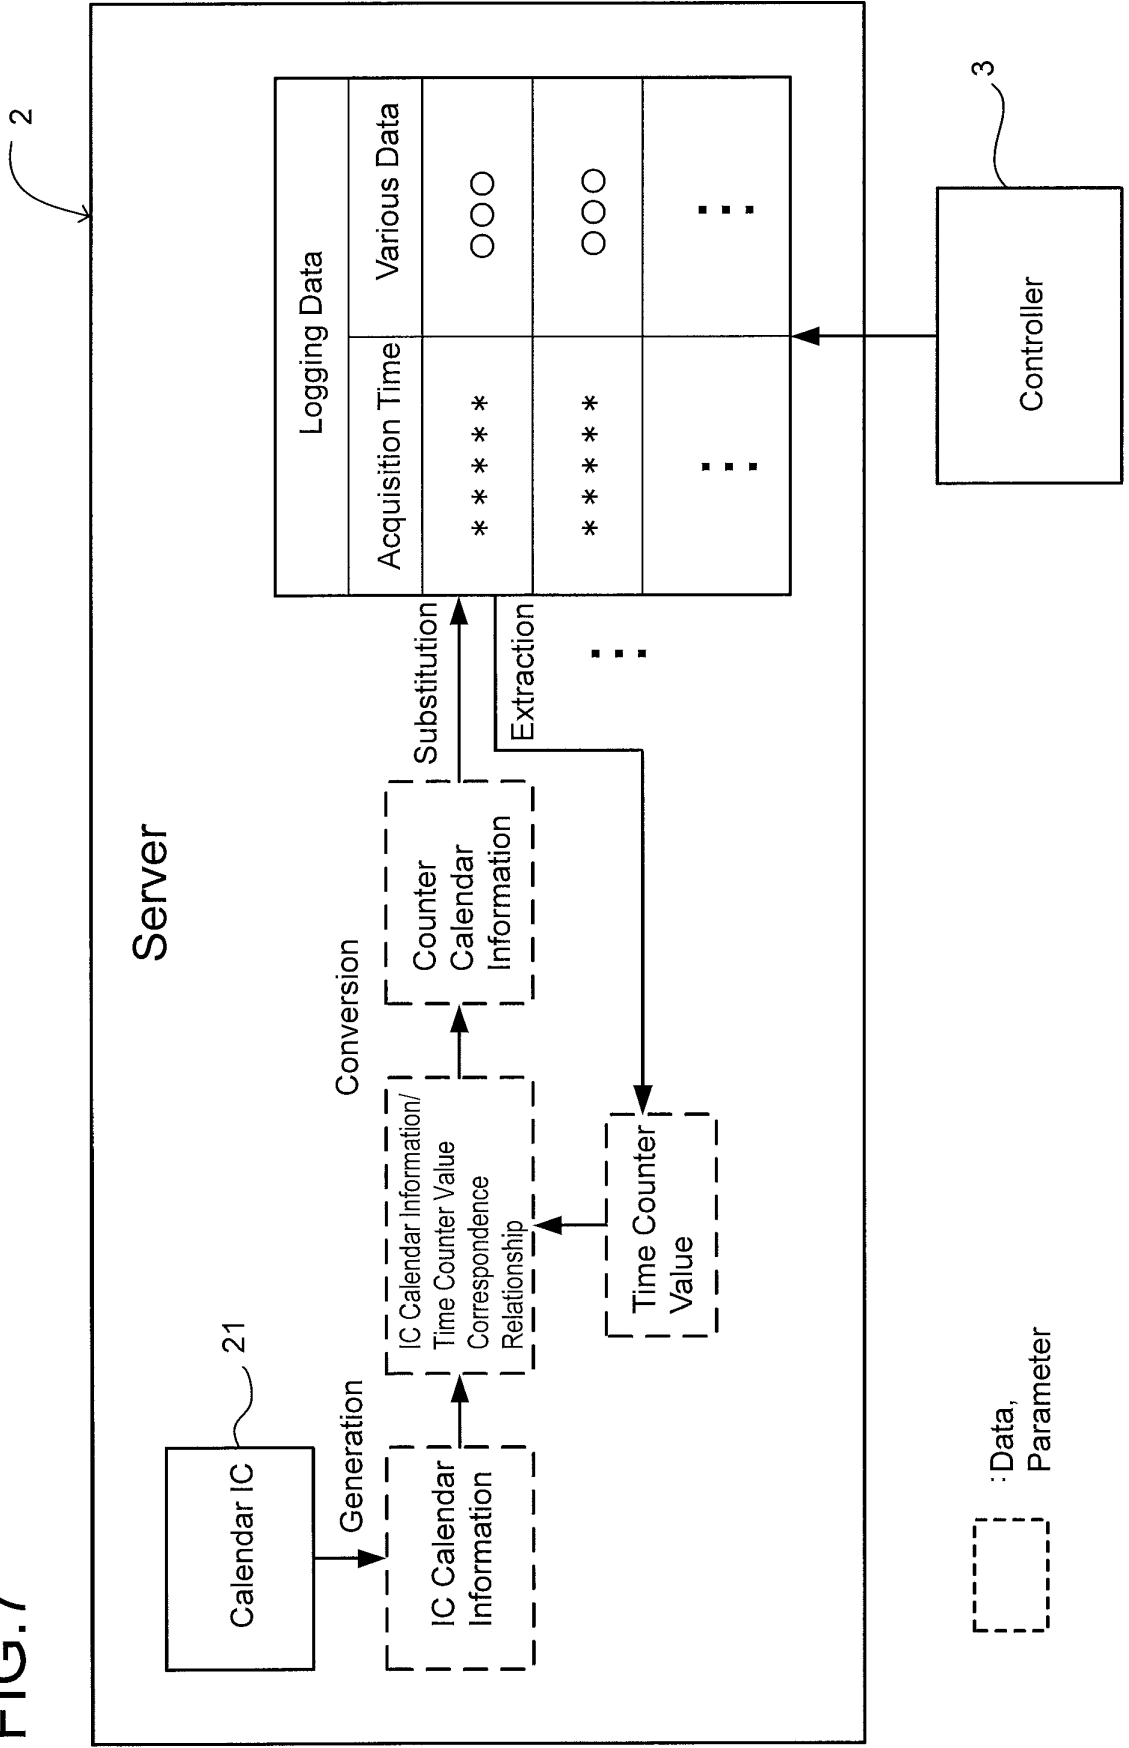 FIG.7
2
Server
Calendar IC
21
Generation
IC Calendar
Information
IC Calendar Information/
Time Counter Value
Correspondence
Relationship
Conversion
Counter
Calendar
Information
Substitution
Extraction
Time Counter
Value
Logging Data
Acquisition Time
Various Data
* * * * *
○○○
* * * * *
○○○
Controller
3
:Data,
Parameter